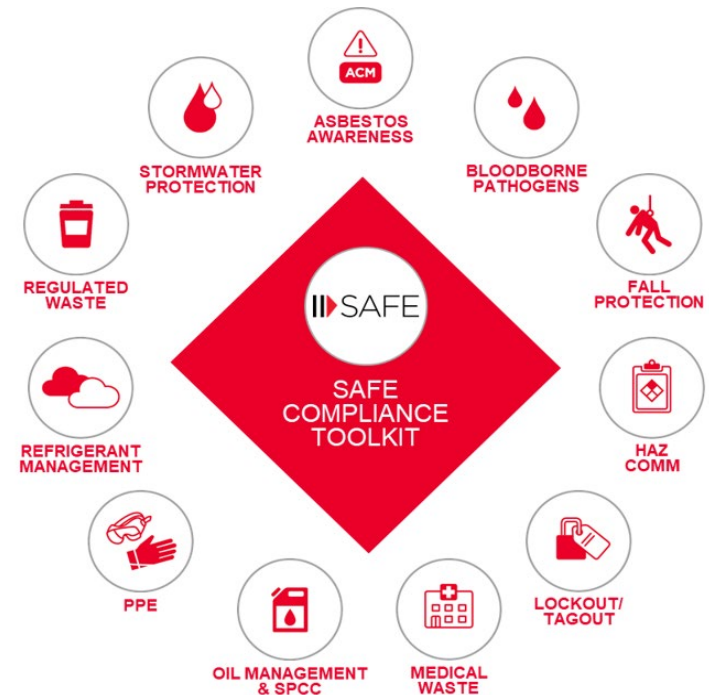 ACM
ASBESTOS
AWARENESS
BLOODBORNE
PATHOGENS
FALL
PROTECTION
HAZ
COMM
LOCKOUT/
TAGOUT
MEDICAL
WASTE
OIL MANAGEMENT
& SPCC
PPE
REFRIGERANT
MANAGEMENT
REGULATED
WASTE
STORMWATER
PROTECTION
SAFE
SAFE
COMPLIANCE
TOOLKIT